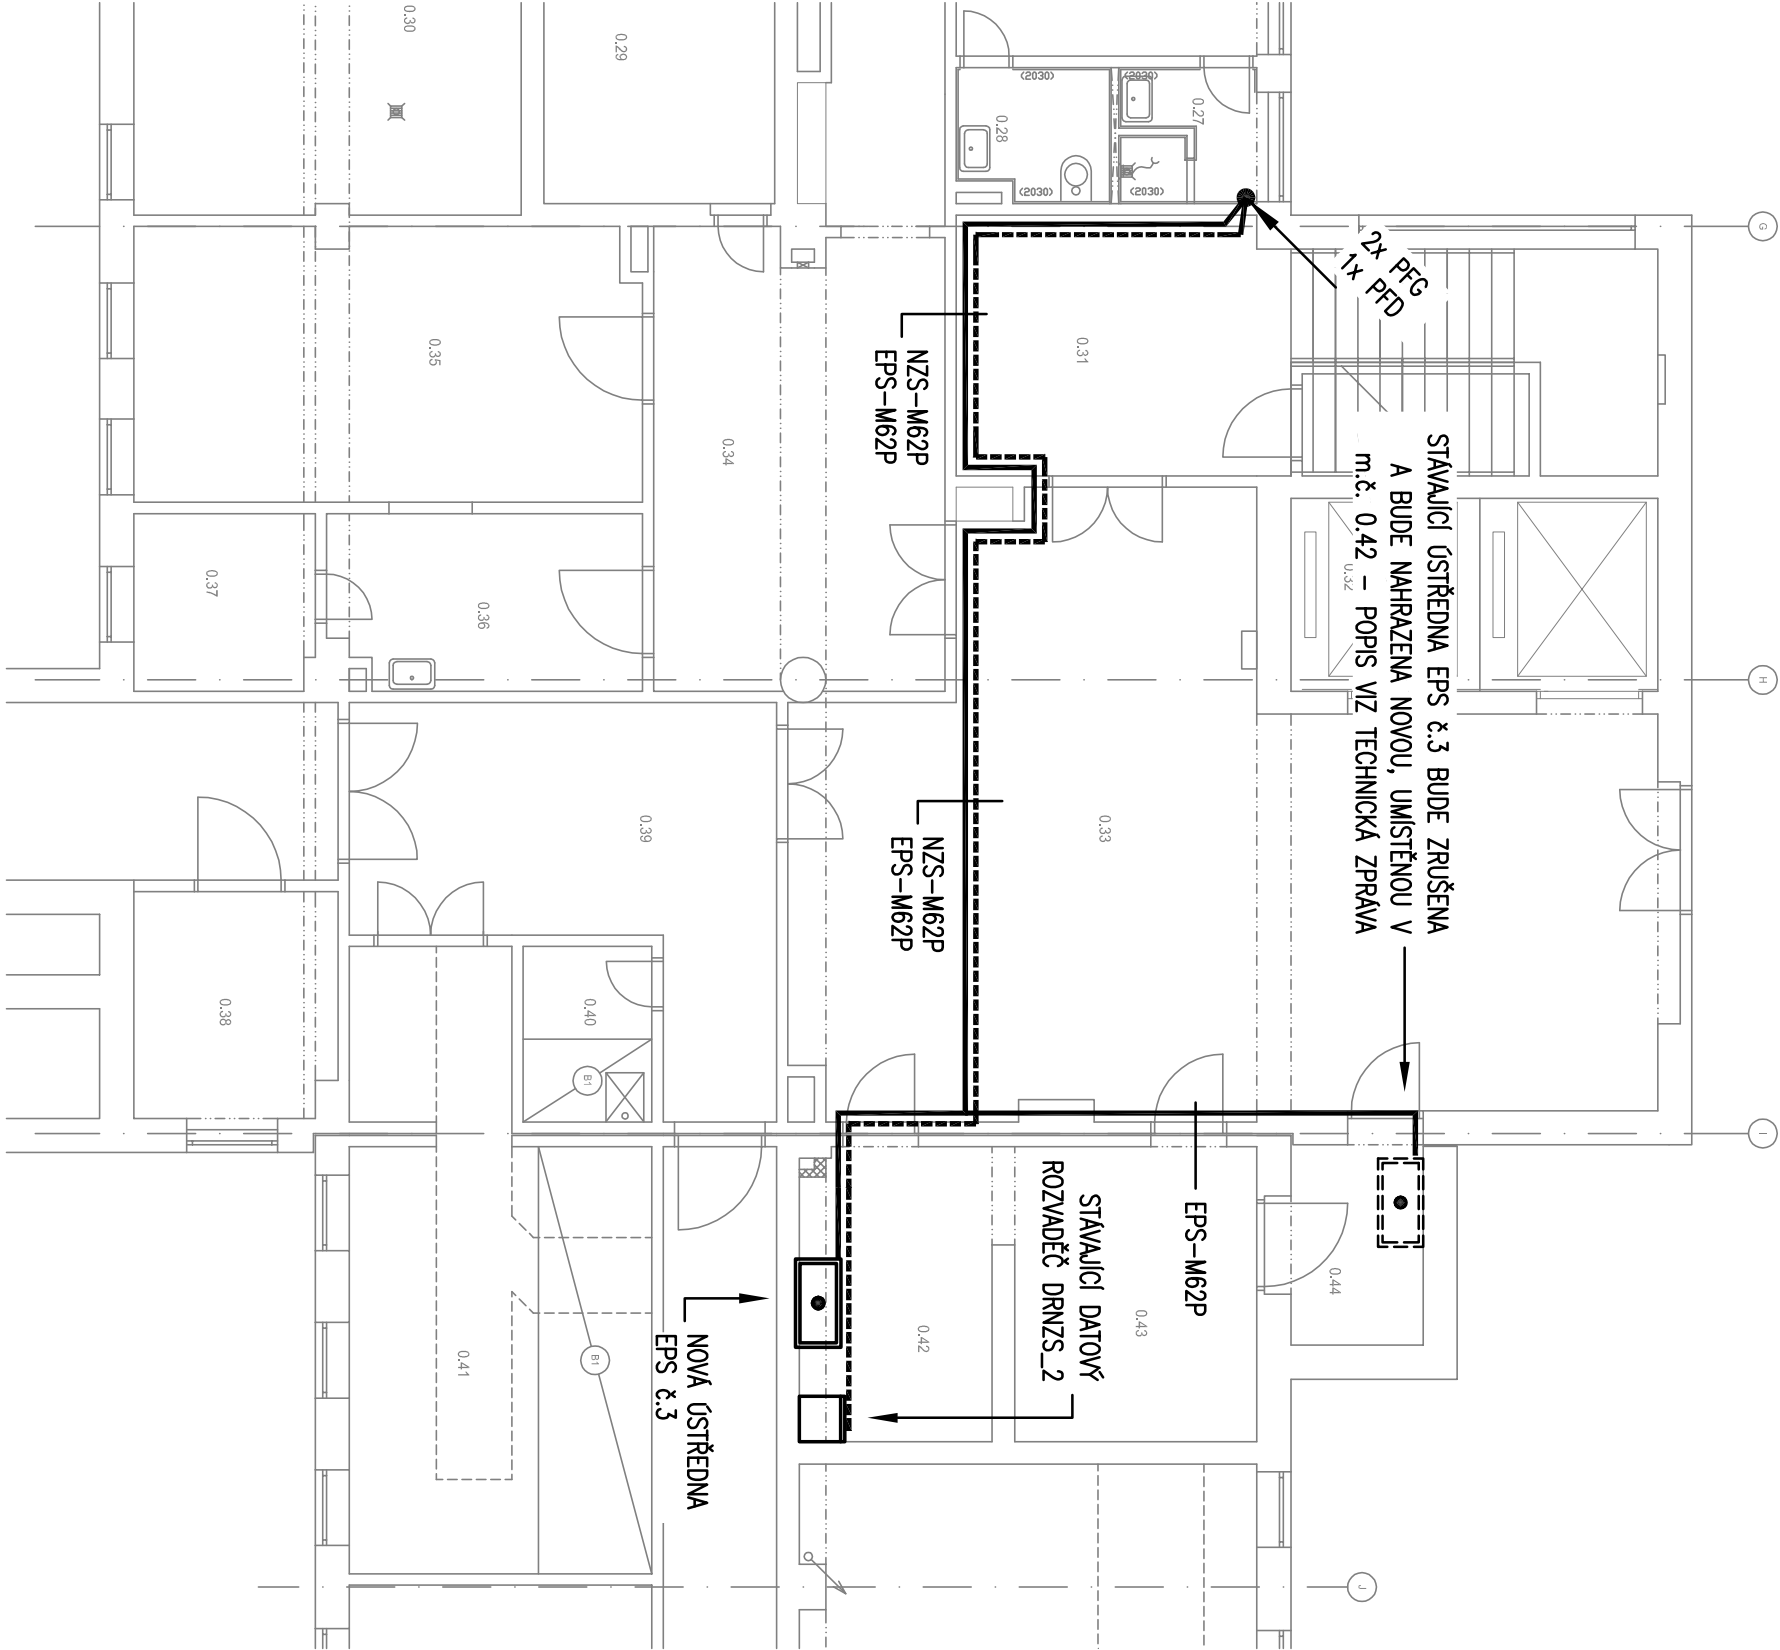 0.30
0.29
(2030)
(2030)
0.28
0.27
(2030)
(2030)
G
2x PFG
1x PFD
0.35
0.34
NZS-M62P
EPS-M62P
0.31
STÁVAJÍCÍ ÚSTŘEDNA EPS č.3 BUDE ZRUŠENA
A BUDE NAHRAZENA NOVOU, UMÍSTĚNOU V
m.č. 0.42 - POPIS VIZ TECHNICKÁ ZPRÁVA
0.32
0.37
0.36
H
0.39
NZS-M62P
EPS-M62P
0.33
0.38
0.40
B1
I
EPS-M62P
STÁVAJÍCÍ DATOVÝ
ROZVADĚČ DRNZS_2
0.44
0.43
0.42
0.41
B1
NOVÁ ÚSTŘEDNA
EPS č.3
J